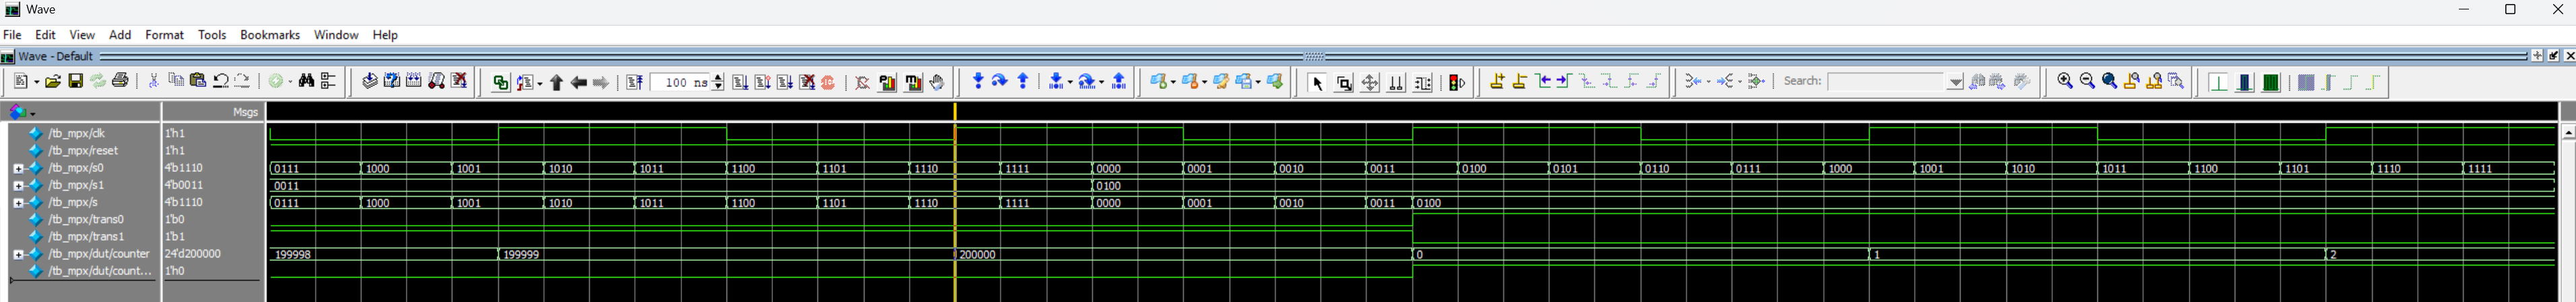 Wave
File Edit View Add Format Tools Bookmarks Window Help
Wave - Default
100 ns Search:
Msgs
/tb_mpx/clk 1'h1
/tb_mpx/reset 1'h1
/tb_mpx/s0 4'b1110 0111 1000 1001 1010 1011 1100 1101 1110 1111 0000 0001 0010 0011 0100 0101 0110 0111 1000 1001 1010 1011 1100 1101 1110 1111
/tb_mpx/s1 4'b0011 0011 0100
/tb_mpx/s 4'b1110 0111 1000 1001 1010 1011 1100 1101 1110 1111 0000 0001 0010 0011 0100
/tb_mpx/trans0 1'b0
/tb_mpx/trans1 1'b1
/tb_mpx/dut/counter 24'd200000 199998 199999 200000 0 1 2
/tb_mpx/dut/count... 1'h0